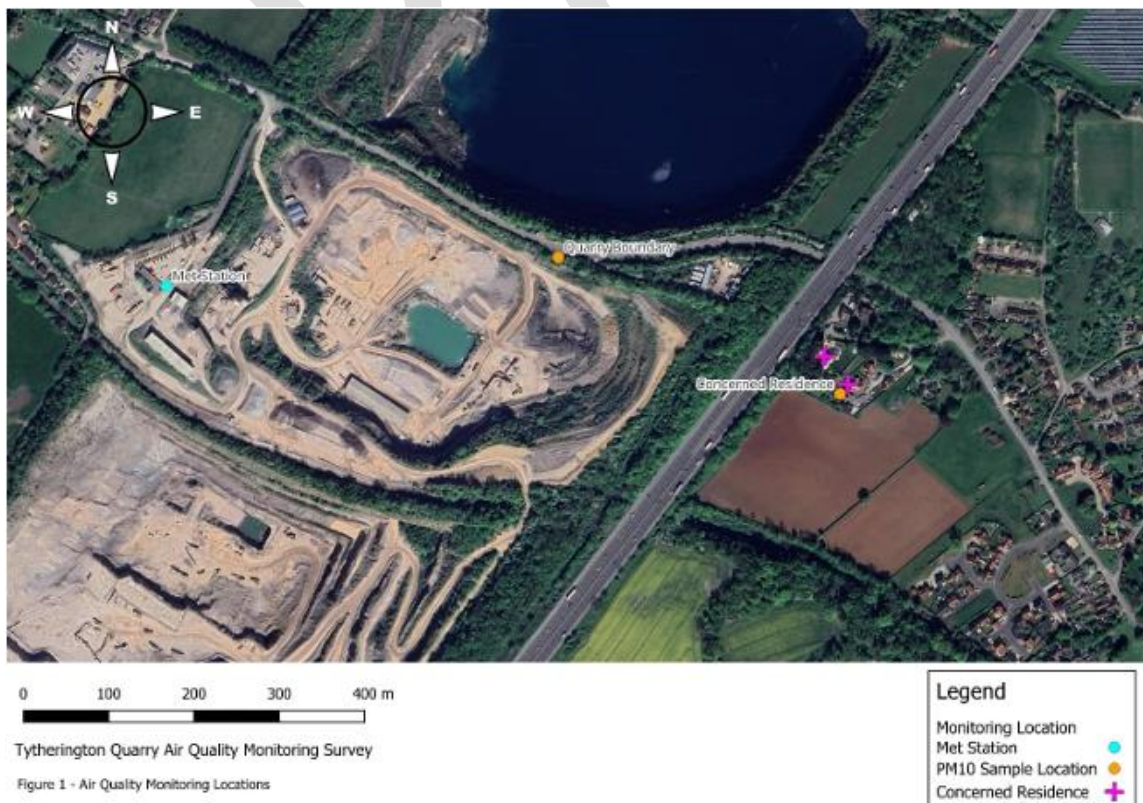 N
W E
S
Quarry Boundary
Met Station
Concerned Residence
0 100 200 300 400 m
Tytherington Quarry Air Quality Monitoring Survey
Figure 1 - Air Quality Monitoring Locations
Legend
Monitoring Location
Met Station
PM10 Sample Location
Concerned Residence